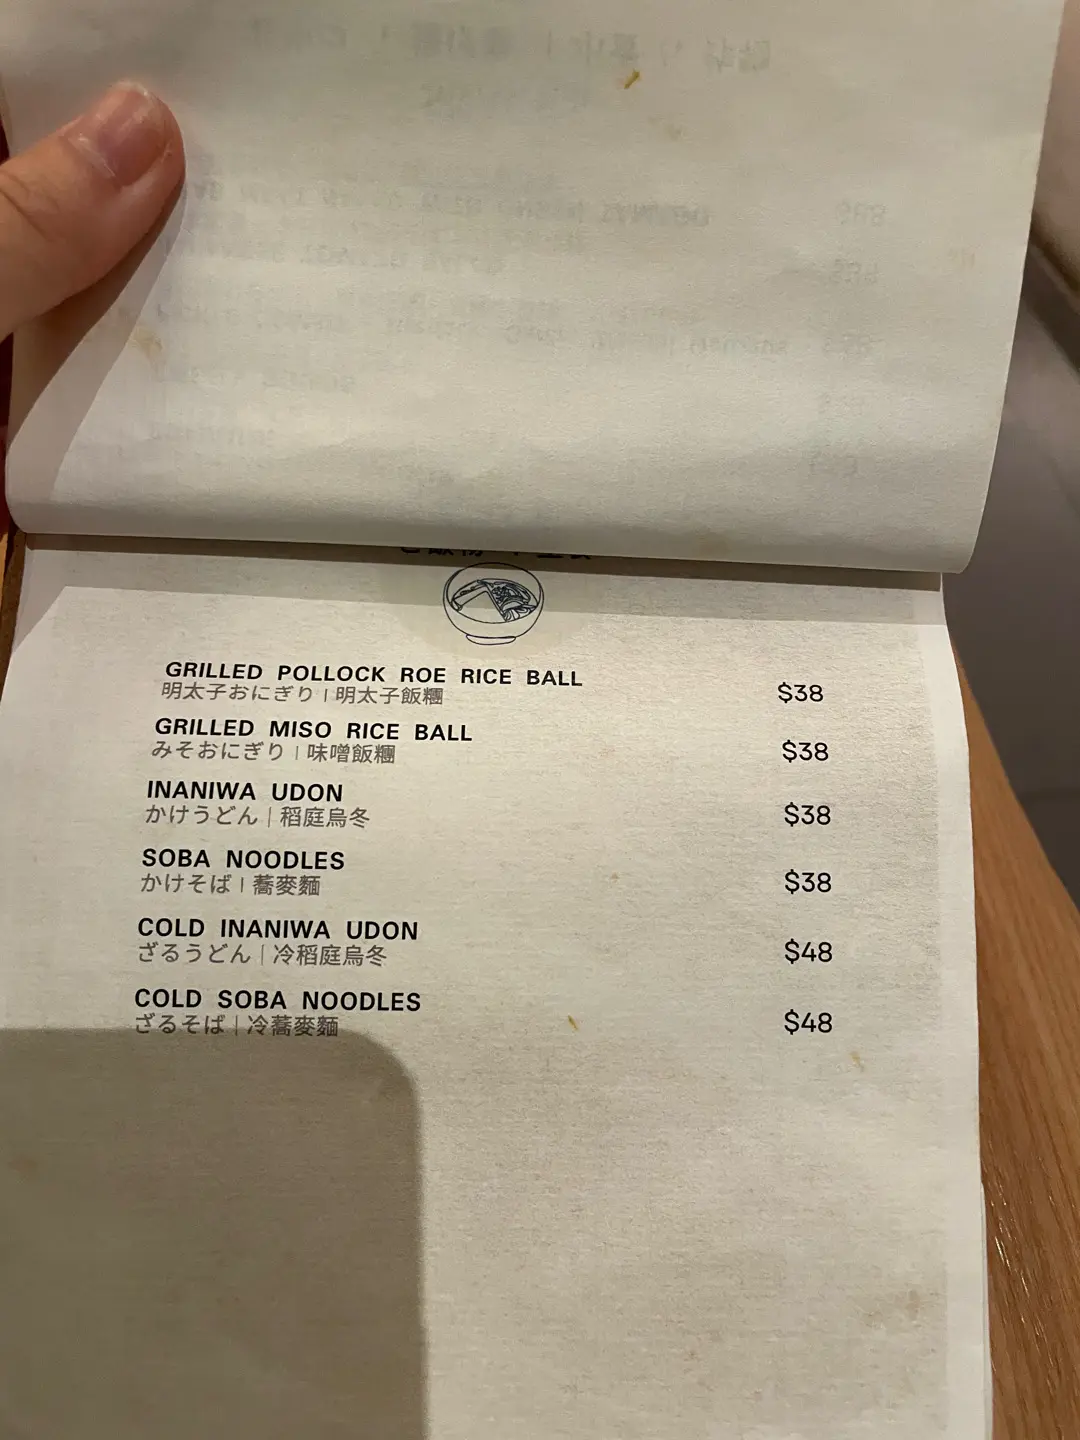 GRILLED POLLOCK ROE RICE BALL
明太子おにぎり | 明太子飯糰
$38
GRILLED MISO RICE BALL
みそおにぎり | 味噌飯糰
$38
INANIWA UDON
かけうどん | 稻庭烏冬
$38
SOBA NOODLES
かけそば | 蕎麥麵
$38
COLD INANIWA UDON
ざるうどん | 冷稻庭烏冬
$48
COLD SOBA NOODLES
ざるそば | 冷蕎麥麵
$48